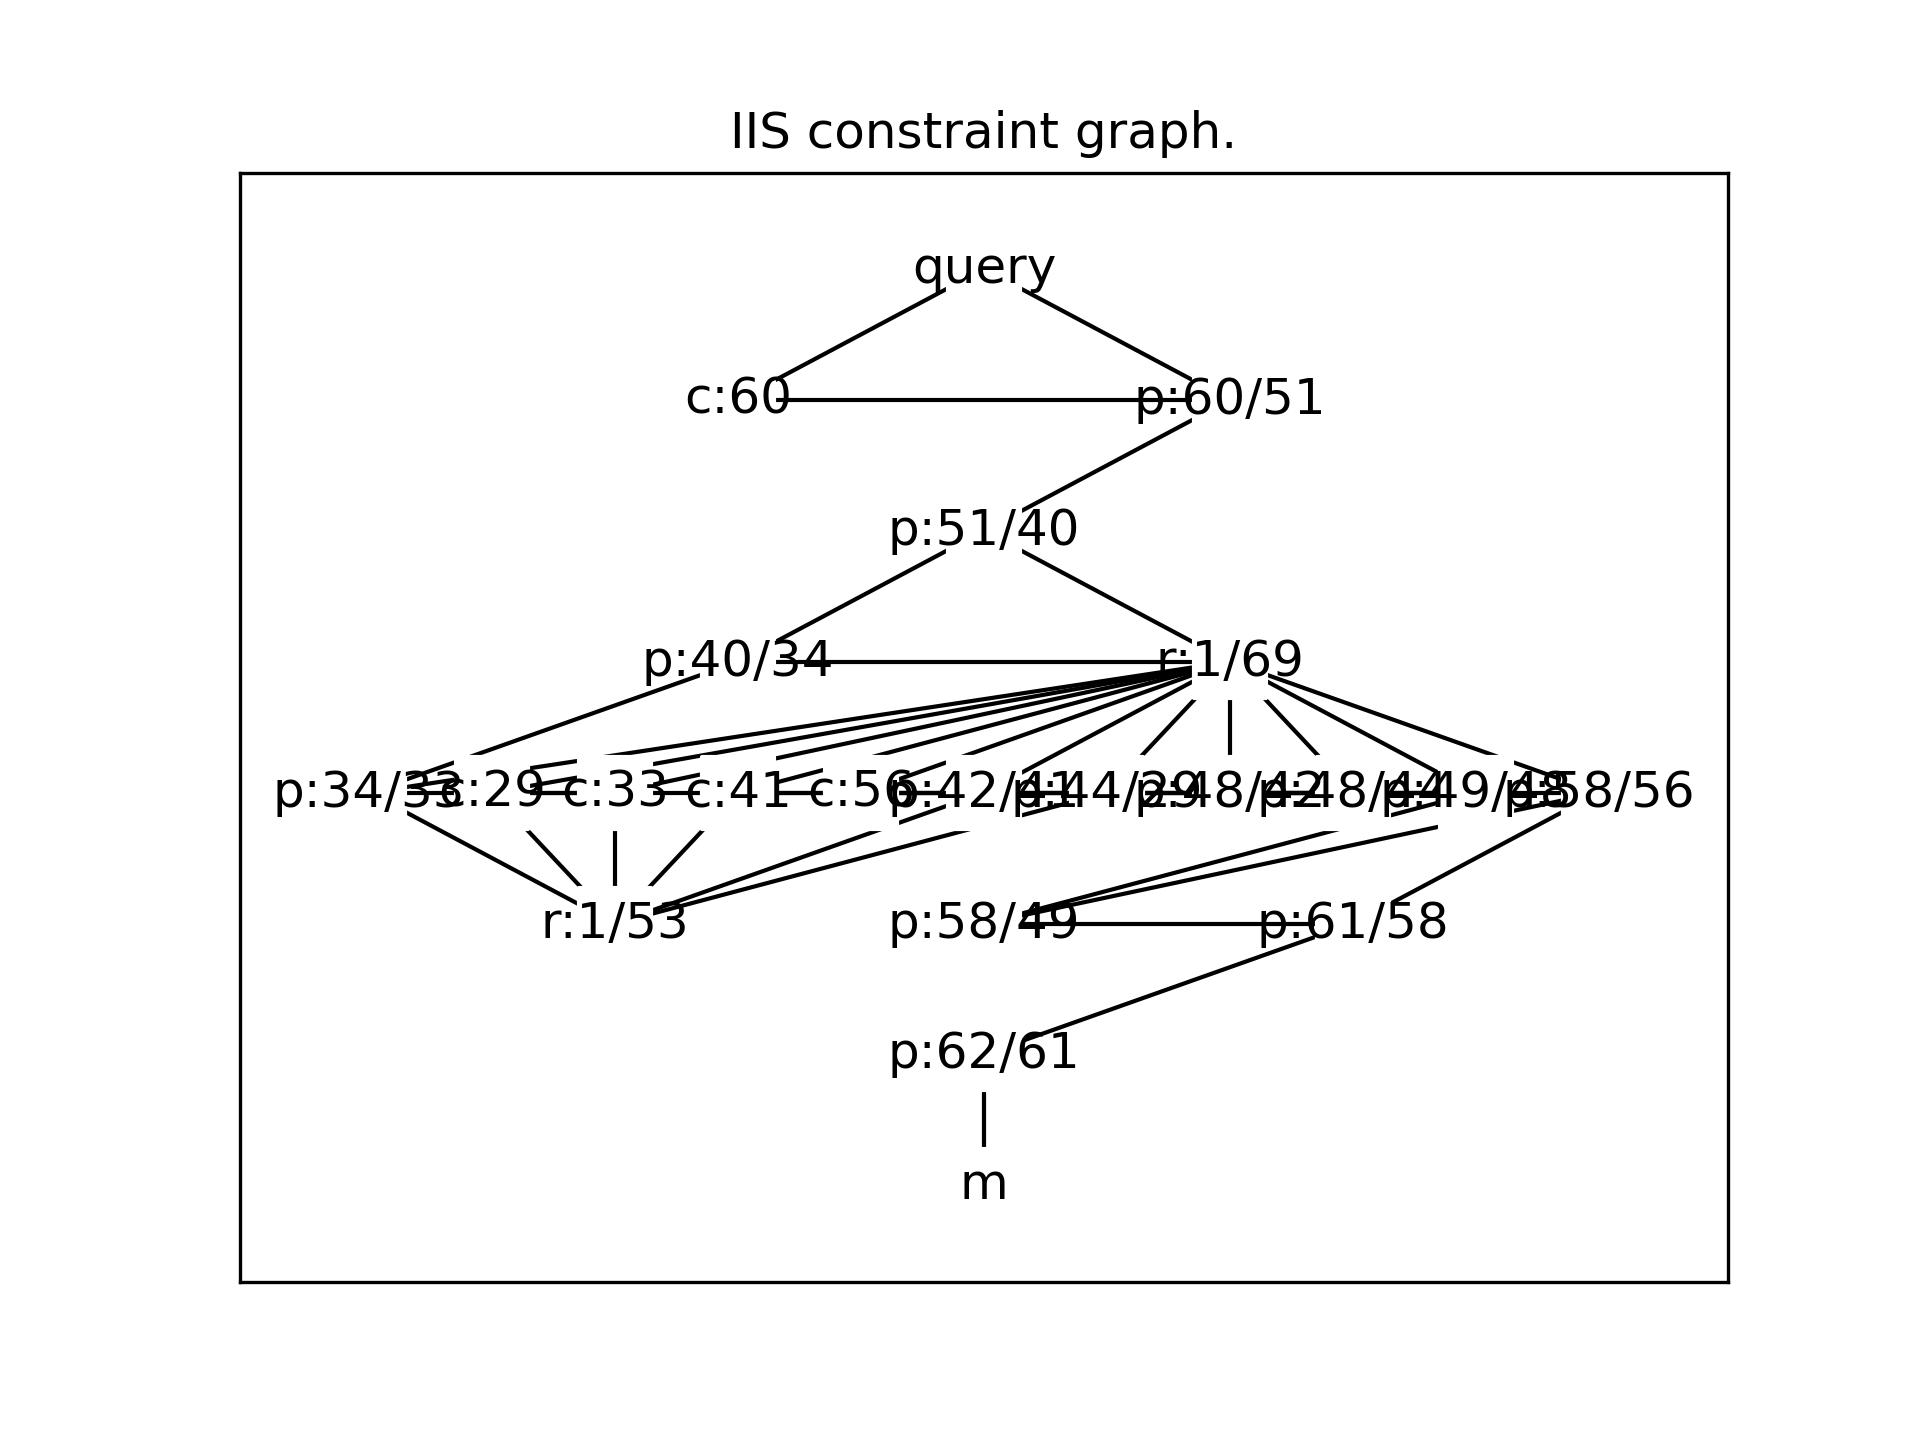 IIS constraint graph.
query
c:60 p:60/51
p:51/40
p:40/34 r:1/69
p:34/33 c:29 c:33 c:41 c:56 p:42/41 p:44/29 p:48/42 p:48/44 p:49/48 p:58/56
r:1/53 p:58/49 p:61/58
p:62/61
m